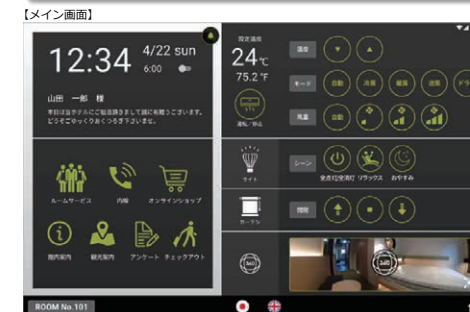 【メイン画面】
12:34
4/22 sun
6:00
山田 一郎 様
本日は当ホテルにご宿泊頂きまして誠に有難うございます。
どうぞごゆっくりおくつろぎ下さいませ。
ルームサービス 内線 オンラインショップ
館内案内 観光案内 アンケート チェックアウト
設定温度
24℃
75.2°F
運転/停止
温度
モード 自動 冷房 暖房 送風 ドラ
風量 自動
ライト
シーン
全点灯/全消灯 リラックス おやすみ
カーテン
開閉
360
ROOM No.101